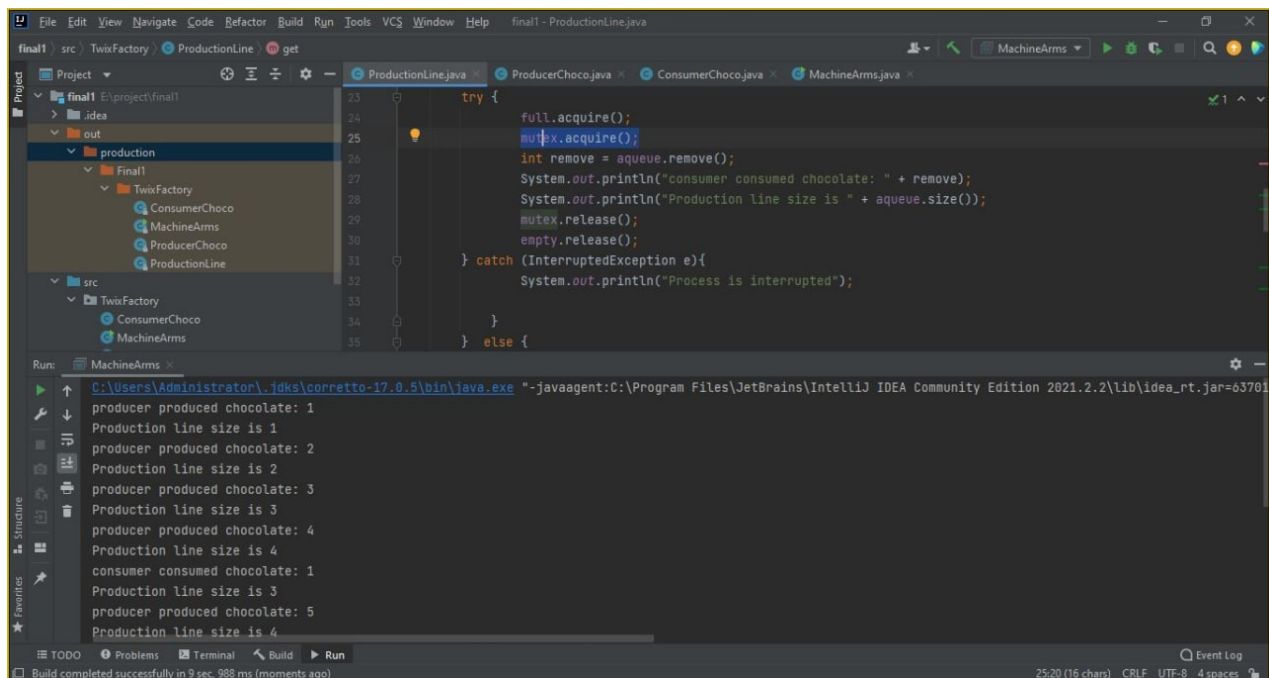 File Edit View Navigate Code Refactor Build Run Tools VCS Window Help final1 - ProductionLine.java
final1 src TwixFactory ProductionLine get MachineArms
Project
ProductionLine.java ProducerChoco.java ConsumerChoco.java MachineArms.java
final1 E:\project\final1
.idea
out
production
Final1
TwixFactory
ConsumerChoco
MachineArms
ProducerChoco
ProductionLine
src
TwixFactory
ConsumerChoco
MachineArms
23 try {
24 full.acquire();
25 mutex.acquire();
26 int remove = aqueue.remove();
27 System.out.println("consumer consumed chocolate: " + remove);
28 System.out.println("Production line size is " + aqueue.size());
29 mutex.release();
30 empty.release();
31 } catch (InterruptedException e){
32 System.out.println("Process is interrupted");
33
34 }
35 } else {
1
Project
Run: MachineArms
C:\Users\Administrator\.jdks\corretto-17.0.5\bin\java.exe "-javaagent:C:\Program Files\JetBrains\IntelliJ IDEA Community Edition 2021.2.2\lib\idea_rt.jar=63701
producer produced chocolate: 1
Production line size is 1
producer produced chocolate: 2
Production line size is 2
producer produced chocolate: 3
Production line size is 3
producer produced chocolate: 4
Production line size is 4
consumer consumed chocolate: 1
Production line size is 3
producer produced chocolate: 5
Production line size is 4
Structure
Favorites
TODO Problems Terminal Build Run Event Log
Build completed successfully in 9 sec, 988 ms (moments ago) 25:20 (16 chars) CRLF UTF-8 4 spaces